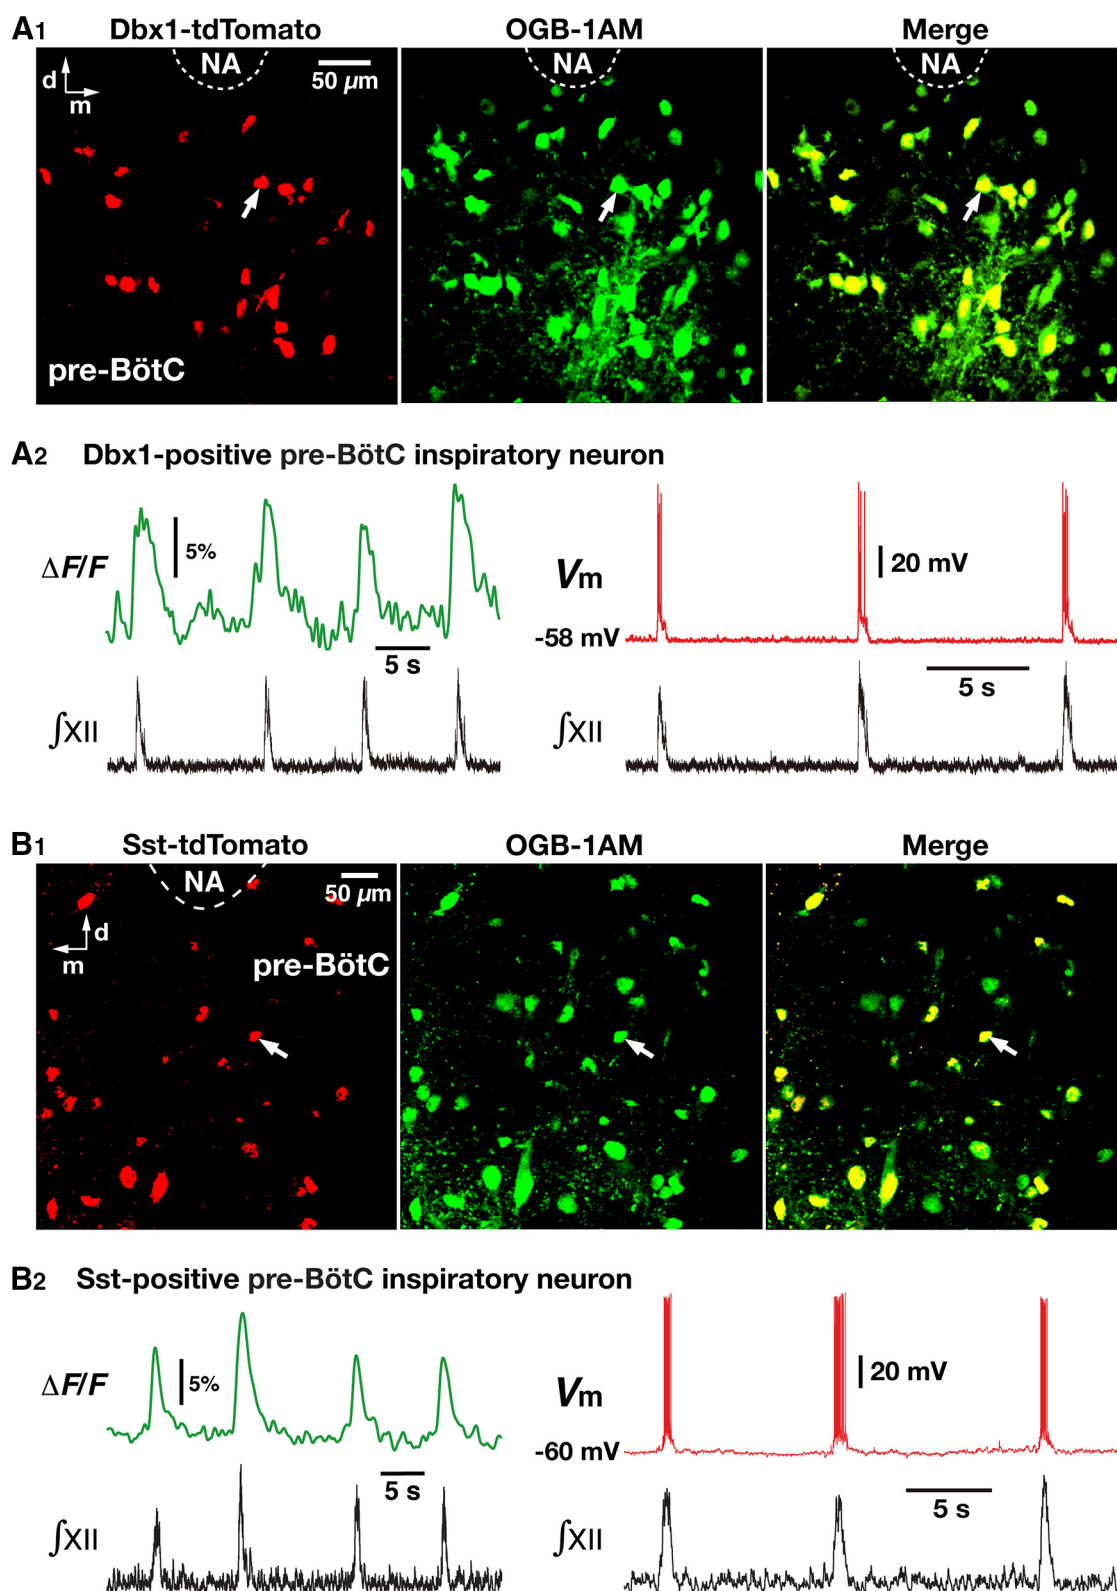 A1 Dbx1-tdTomato OGB-1AM Merge
NA NA NA
d
m
50 µm
pre-BötC
A2 Dbx1-positive pre-BötC inspiratory neuron
ΔF/F
5%
5 s
∫XII
Vm
20 mV
-58 mV
5 s
∫XII
B1 Sst-tdTomato OGB-1AM Merge
NA
50 µm
d
m
pre-BötC
B2 Sst-positive pre-BötC inspiratory neuron
ΔF/F
5%
5 s
∫XII
Vm
20 mV
-60 mV
5 s
∫XII